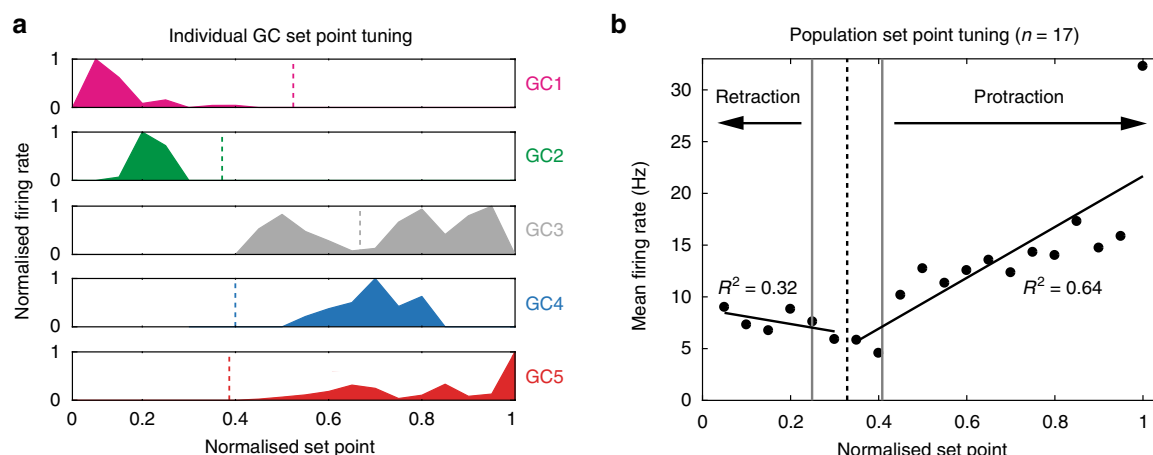 a
Individual GC set point tuning
Normalised firing rate
1
0
GC1
1
0
GC2
1
0
GC3
1
0
GC4
1
0
GC5
0 0.2 0.4 0.6 0.8 1
Normalised set point
b
Population set point tuning (n = 17)
Mean firing rate (Hz)
30
25
20
15
10
5
0
Retraction
Protraction
R² = 0.32
R² = 0.64
0 0.2 0.4 0.6 0.8 1
Normalised set point